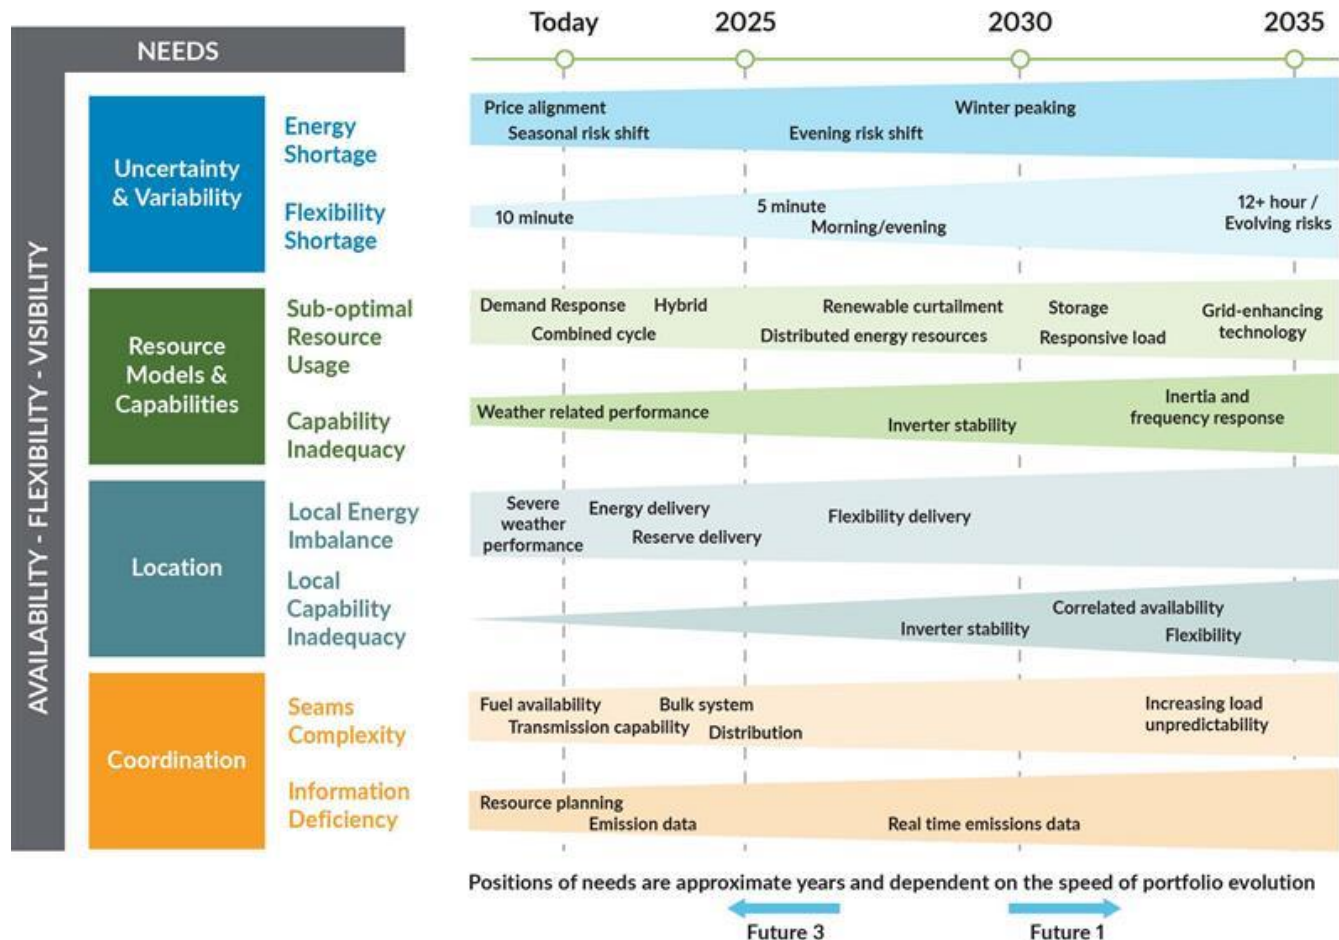 Today
2025
2030
2035
NEEDS
AVAILABILITY - FLEXIBILITY - VISIBILITY
Uncertainty
& Variability
Energy
Shortage
Price alignment
Seasonal risk shift
Evening risk shift
Winter peaking
Flexibility
Shortage
10 minute
5 minute
Morning/evening
12+ hour /
Evolving risks
Resource
Models &
Capabilities
Sub-optimal
Resource
Usage
Demand Response
Hybrid
Combined cycle
Renewable curtailment
Distributed energy resources
Storage
Responsive load
Grid-enhancing
technology
Capability
Inadequacy
Weather related performance
Inverter stability
Inertia and
frequency response
Location
Local Energy
Imbalance
Severe
weather
performance
Energy delivery
Reserve delivery
Flexibility delivery
Local
Capability
Inadequacy
Inverter stability
Correlated availability
Flexibility
Coordination
Seams
Complexity
Fuel availability
Transmission capability
Bulk system
Distribution
Increasing load
unpredictability
Information
Deficiency
Resource planning
Emission data
Real time emissions data
Positions of needs are approximate years and dependent on the speed of portfolio evolution
Future 3
Future 1